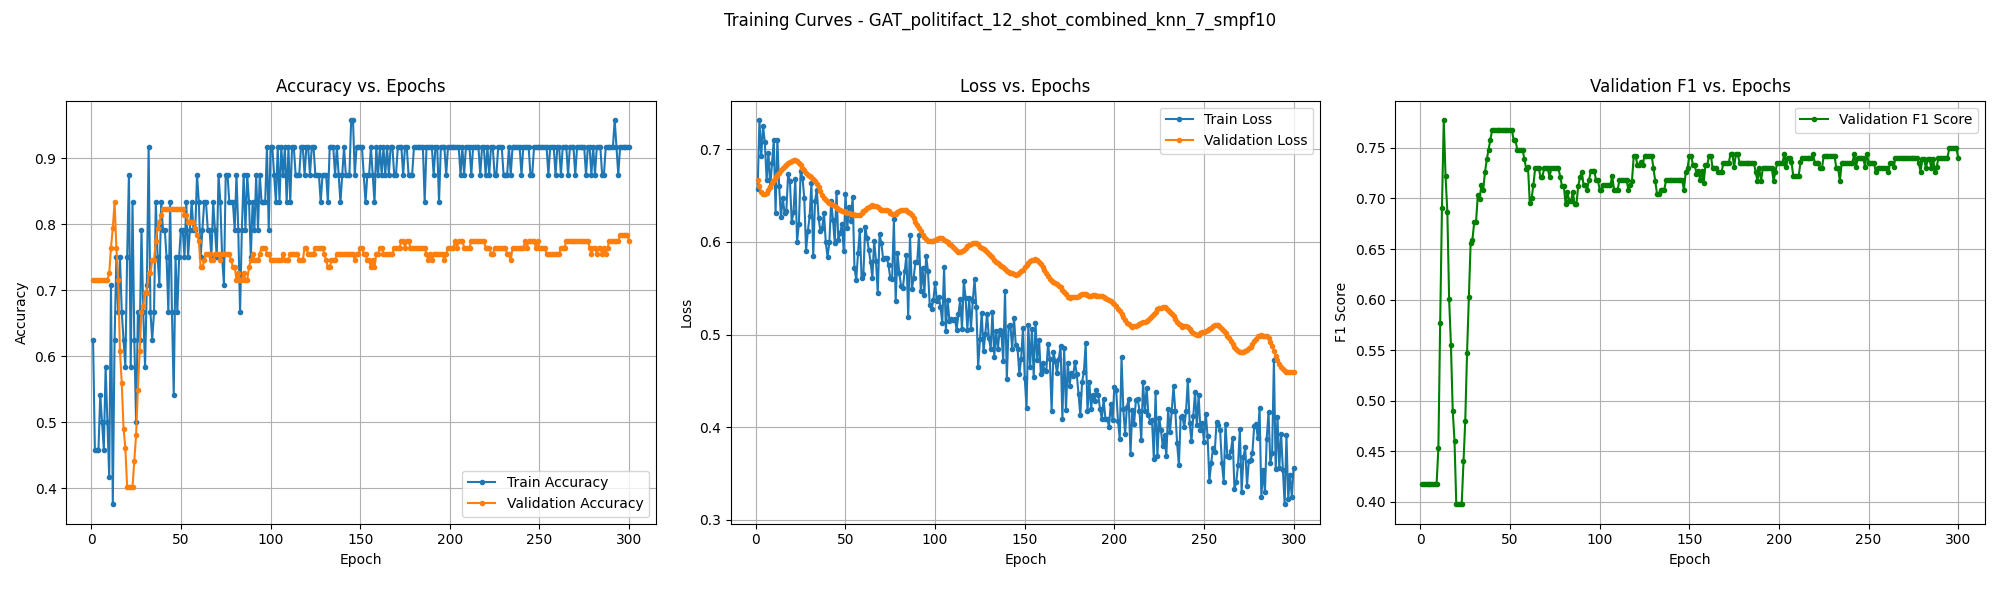 Training Curves - GAT_politifact_12_shot_combined_knn_7_smpf10
Accuracy vs. Epochs
Accuracy
0.9
0.8
0.7
0.6
0.5
0.4
0
50
100
150
200
250
300
Epoch
Train Accuracy
Validation Accuracy
Loss vs. Epochs
Loss
0.7
0.6
0.5
0.4
0.3
0
50
100
150
200
250
300
Epoch
Train Loss
Validation Loss
Validation F1 vs. Epochs
F1 Score
0.75
0.70
0.65
0.60
0.55
0.50
0.45
0.40
0
50
100
150
200
250
300
Epoch
Validation F1 Score